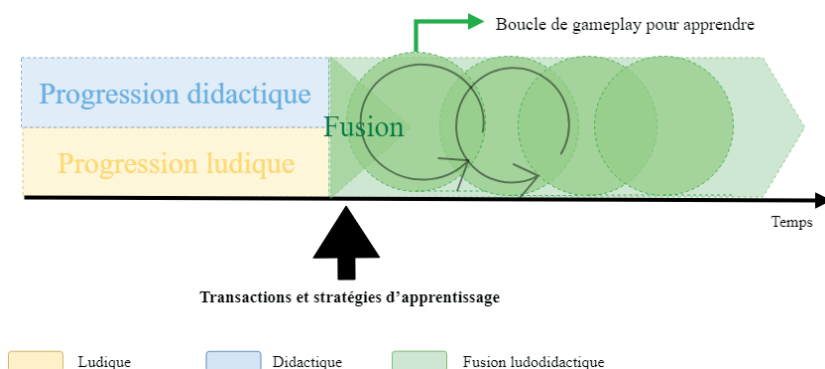 Boucle de gameplay pour apprendre
Progression didactique
Fusion
Progression ludique
Temps
Transactions et stratégies d’apprentissage
Ludique
Didactique
Fusion ludodidactique